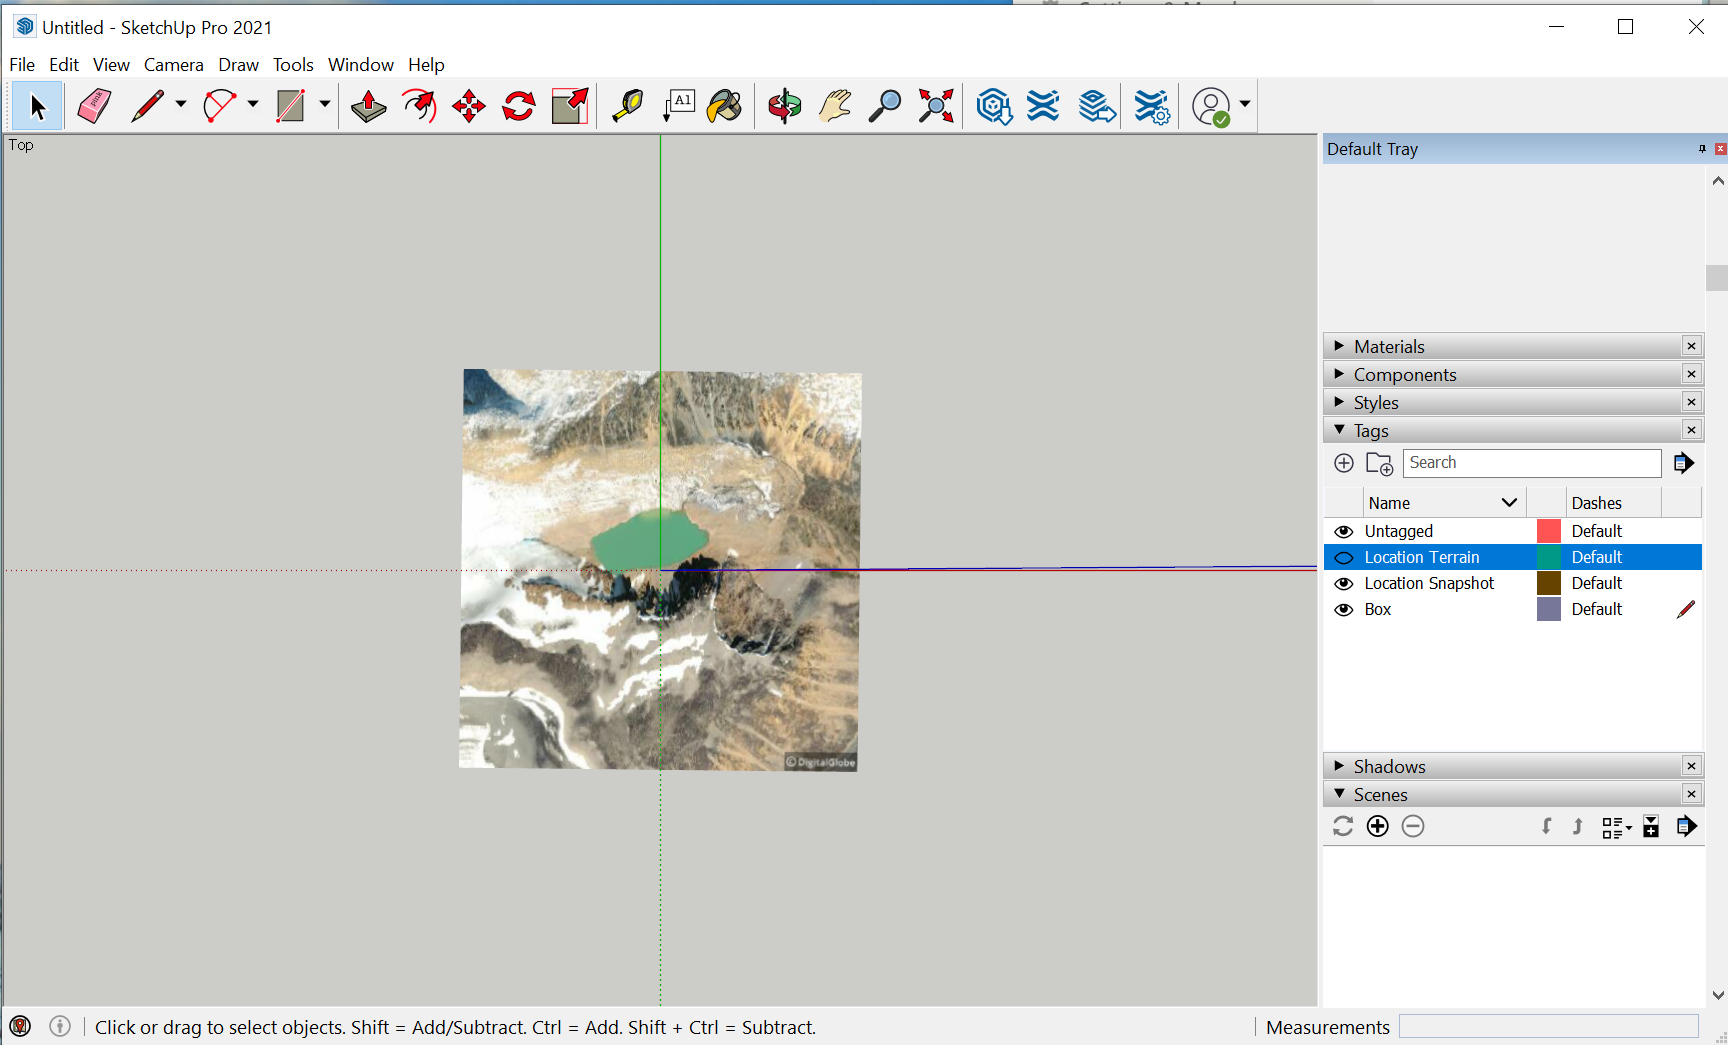 Untitled - SketchUp Pro 2021
File Edit View Camera Draw Tools Window Help
A1
Top
Default Tray
Materials
Components
Styles
Tags
Search
Name Dashes
Untagged Default
Location Terrain Default
Location Snapshot Default
Box Default
© DigitalGlobe
Shadows
Scenes
Click or drag to select objects. Shift = Add/Subtract. Ctrl = Add. Shift + Ctrl = Subtract.
Measurements